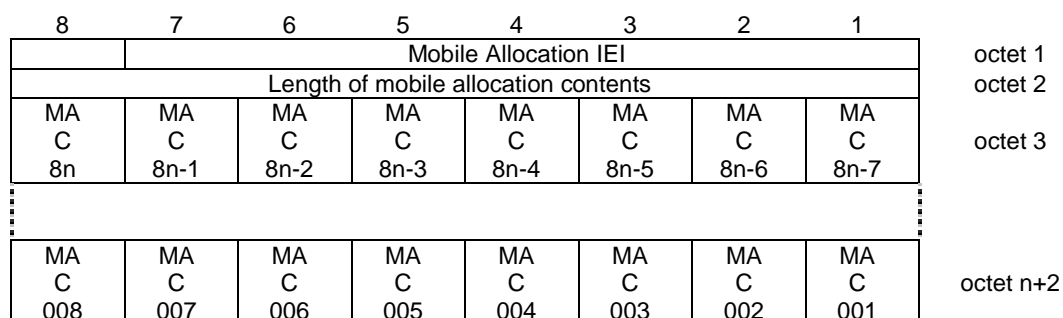 8 7 6 5 4 3 2 1
Mobile Allocation IEI octet 1
Length of mobile allocation contents octet 2
MA MA MA MA MA MA MA MA
C C C C C C C C octet 3
8n 8n-1 8n-2 8n-3 8n-4 8n-5 8n-6 8n-7
MA MA MA MA MA MA MA MA
C C C C C C C C octet n+2
008 007 006 005 004 003 002 001